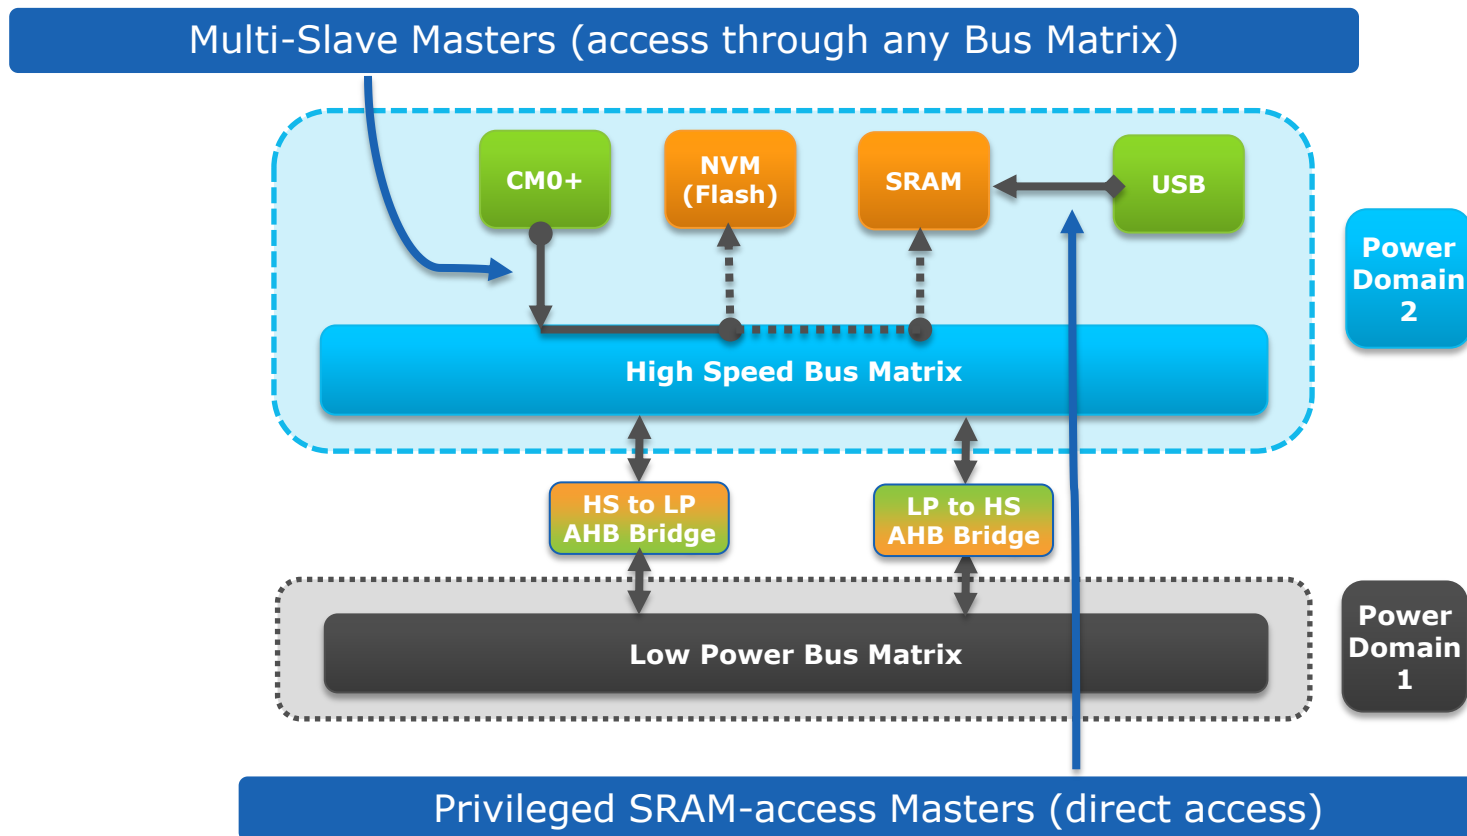 Multi-Slave Masters (access through any Bus Matrix)
CM0+
NVM
(Flash)
SRAM
USB
Power
Domain
2
High Speed Bus Matrix
HS to LP
AHB Bridge
LP to HS
AHB Bridge
Power
Domain
1
Low Power Bus Matrix
Privileged SRAM-access Masters (direct access)